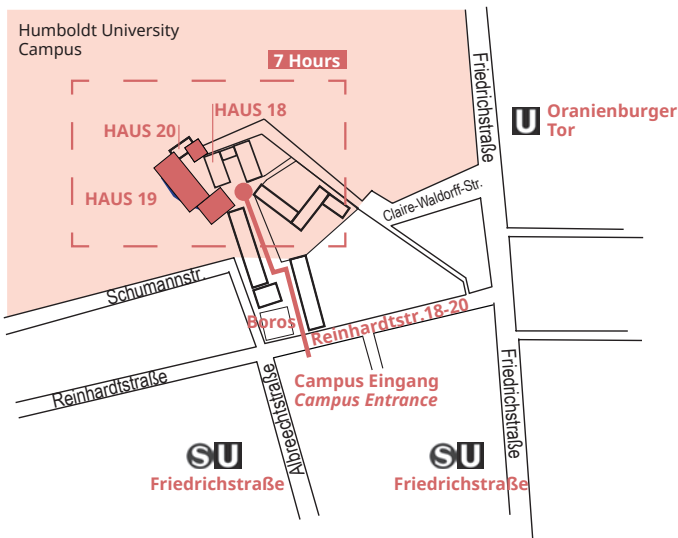 Humboldt University
Campus
7 Hours
HAUS 18
HAUS 20
HAUS 19
Friedrichstraße
U
Oranienburger
Tor
Claire-Waldorff-Str.
Schumannstr.
Boros
Reinhardtstr.18-20
Reinhardtstraße
Campus Eingang
Campus Entrance
Albrechtstraße
Friedrichstraße
S U
Friedrichstraße
S U
Friedrichstraße